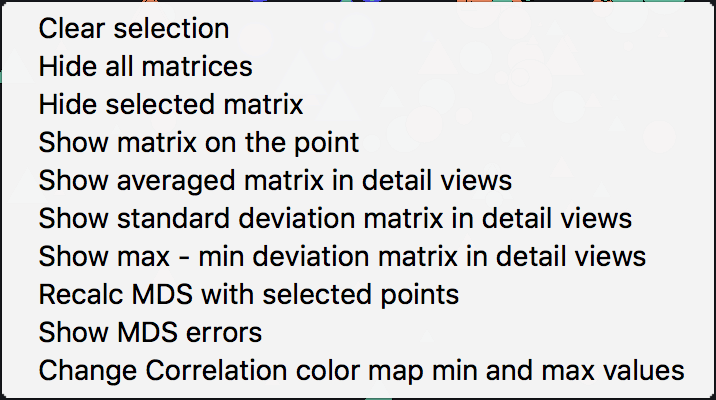 Clear selection
Hide all matrices
Hide selected matrix
Show matrix on the point
Show averaged matrix in detail views
Show standard deviation matrix in detail views
Show max - min deviation matrix in detail views
Recalc MDS with selected points
Show MDS errors
Change Correlation color map min and max values